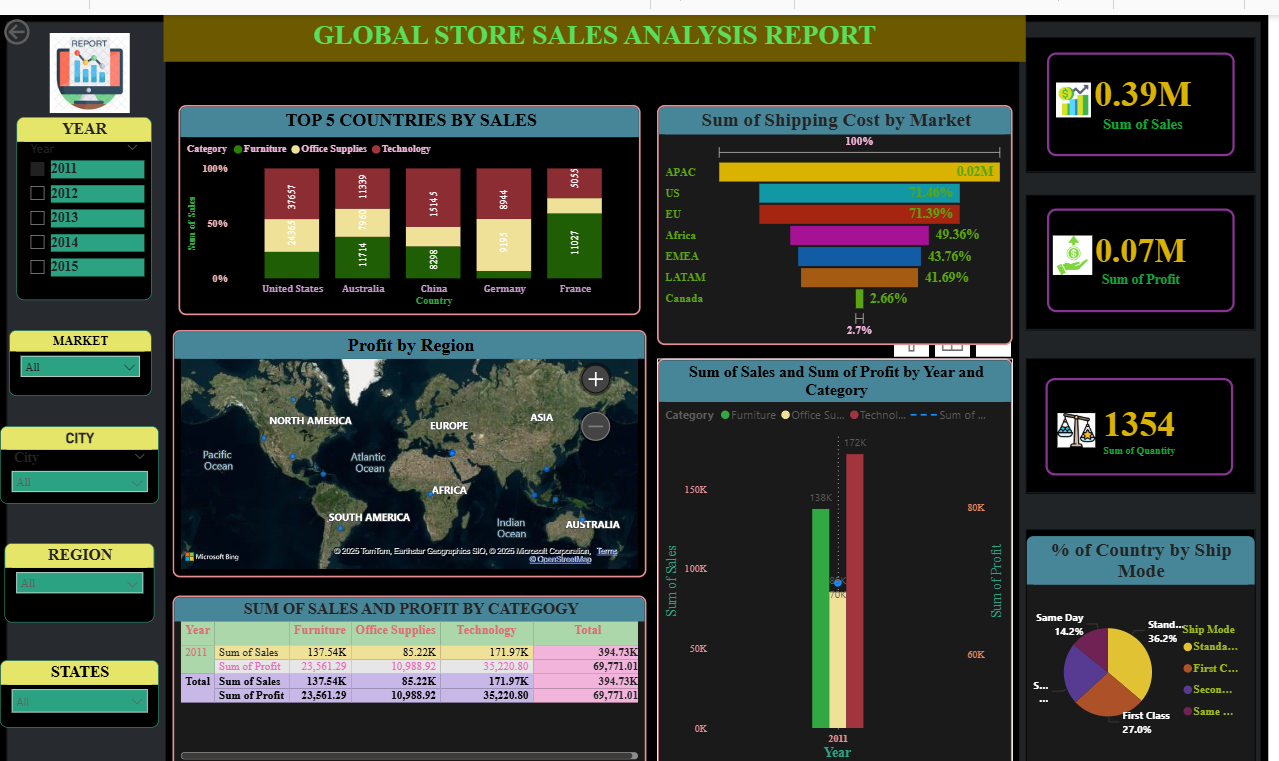 GLOBAL STORE SALES ANALYSIS REPORT
REPORT
YEAR
Year
2011
2012
2013
2014
2015
MARKET
All
CITY
City
All
REGION
All
STATES
All
TOP 5 COUNTRIES BY SALES
Category Furniture Office Supplies Technology
Sum of Sales
100%
50%
0%
37657
24365
11339
7960
11714
15145
8298
8944
9195
5055
11027
United States Australia China Germany France
Country
Sum of Shipping Cost by Market
100%
APAC 0.02M
US 71.46%
EU 71.39%
Africa 49.36%
EMEA 43.76%
LATAM 41.69%
Canada 2.66%
2.7%
Profit by Region
NORTH AMERICA
EUROPE
ASIA
Pacific
Ocean
Atlantic
Ocean
AFRICA
SOUTH AMERICA
Indian
Ocean
AUSTRALIA
Microsoft Bing
© 2025 TomTom, Earthstar Geographics SIO, © 2025 Microsoft Corporation, Terms
© OpenStreetMap
SUM OF SALES AND PROFIT BY CATEGOGY
Year Furniture Office Supplies Technology Total
2011 Sum of Sales 137.54K 85.22K 171.97K 394.73K
Sum of Profit 23,561.29 10,988.92 35,220.80 69,771.01
Total Sum of Sales 137.54K 85.22K 171.97K 394.73K
Sum of Profit 23,561.29 10,988.92 35,220.80 69,771.01
Sum of Sales and Sum of Profit by Year and
Category
Category Furniture Office Su... Technol... Sum of ...
172K
138K
70K
150K
100K
50K
0K
80K
60K
Sum of Sales
Sum of Profit
2011
Year
0.39M
Sum of Sales
0.07M
Sum of Profit
1354
Sum of Quantity
% of Country by Ship
Mode
Same Day
14.2%
Stand...
36.2%
S...
...
First Class
27.0%
Ship Mode
Standa...
First C...
Secon...
Same ...